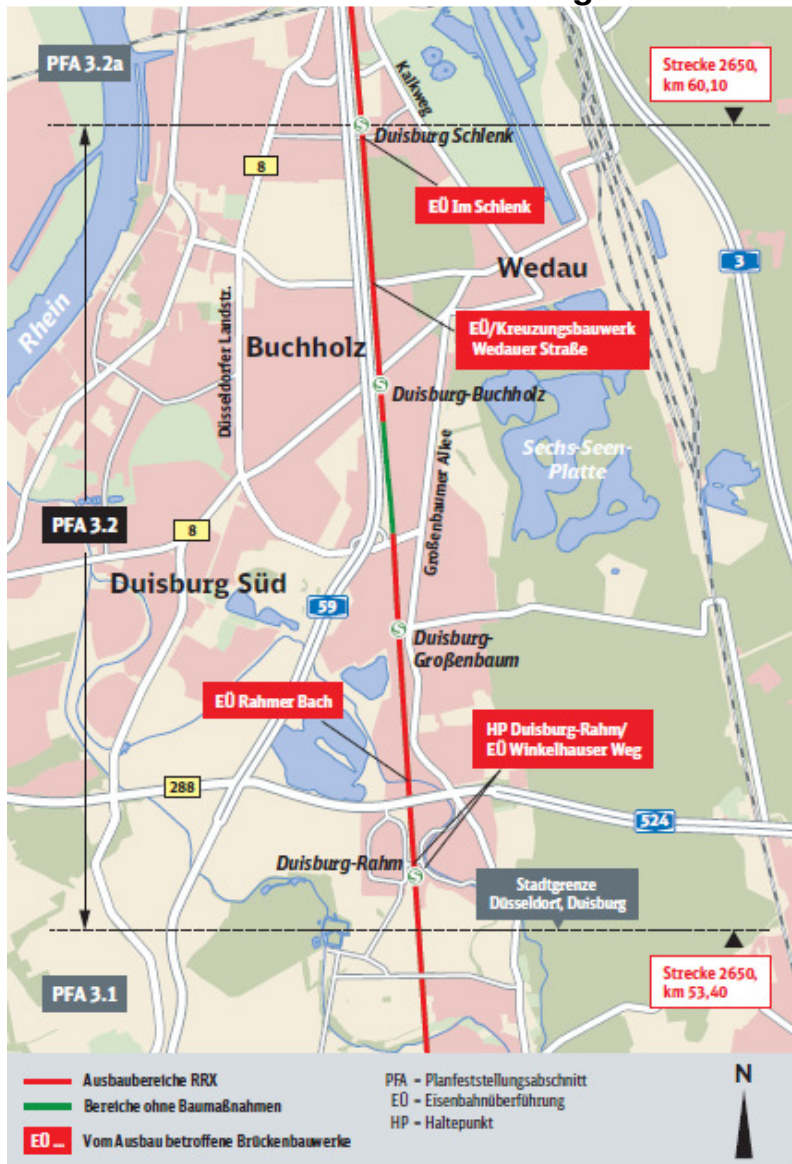 PFA 3.2a
Kalkweg
Strecke 2650,
km 60,10
Duisburg Schlenk
8
EÜ Im Schlenk
Wedau
3
Rhein
Düsseldorfer Landstr.
EÜ/Kreuzungsbauwerk
Wedauer Straße
Buchholz
Duisburg-Buchholz
Großenbaumer Allee
Sechs-Seen-
Platte
PFA 3.2
8
Duisburg Süd
59
Duisburg-
Großenbaum
EÜ Rahmer Bach
HP Duisburg-Rahm/
EÜ Winkelhauser Weg
288
524
Duisburg-Rahm
Stadtgrenze
Düsseldort, Duisburg
PFA 3.1
Strecke 2650,
km 53,40
Ausbaubereiche RRX
Bereiche ohne Baumaßnahmen
EÜ ... Vom Ausbau betroffene Brückenbauwerke
PFA = Planfeststellungsabschnitt
EÜ = Eisenbahnüberführung
HP = Haltepunkt
N